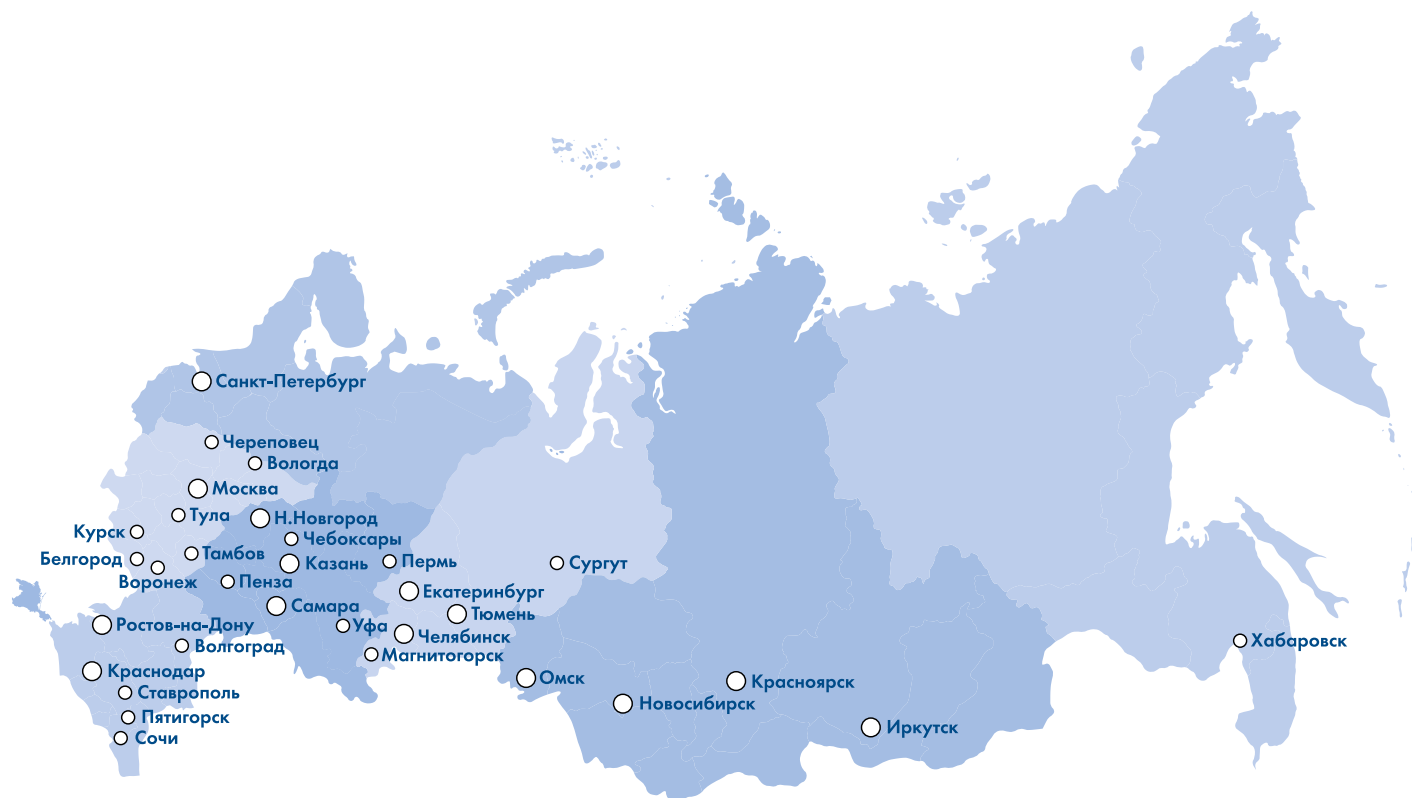 Санкт-Петербург
Череповец
Вологда
Москва
Тула
Н.Новгород
Курск
Чебоксары
Тамбов
Белгород
Казань
Пермь
Сургут
Воронеж
Пенза
Екатеринбург
Самара
Тюмень
Ростов-на-Дону
Уфа
Челябинск
Хабаровск
Волгоград
Магнитогорск
Краснодар
Омск
Красноярск
Ставрополь
Новосибирск
Пятигорск
Иркутск
Сочи